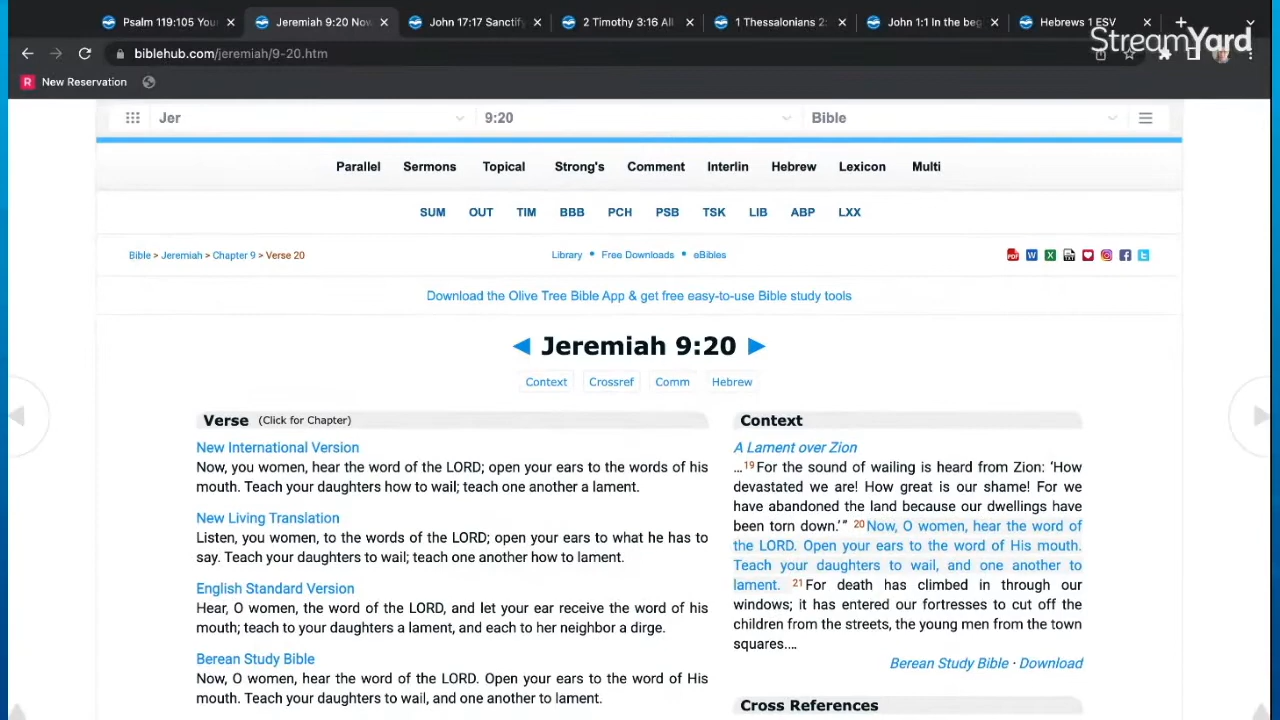 Psalm 119:105 You
Jeremiah 9:20 Now
John 17:17 Sanctify
2 Timothy 3:16 All
1 Thessalonians 2:
John 1:1 In the beg
Hebrews 1 ESV
StreamYard
biblehub.com/jeremiah/9-20.htm
R New Reservation
Jer 9:20 Bible
Parallel Sermons Topical Strong's Comment Interlin Hebrew Lexicon Multi
SUM OUT TIM BBB PCH PSB TSK LIB ABP LXX
Bible > Jeremiah > Chapter 9 > Verse 20
Library • Free Downloads • eBibles
Download the Olive Tree Bible App & get free easy-to-use Bible study tools
◄ Jeremiah 9:20 ►
Context Crossref Comm Hebrew
Verse (Click for Chapter)
New International Version
Now, you women, hear the word of the LORD; open your ears to the words of his
mouth. Teach your daughters how to wail; teach one another a lament.
New Living Translation
Listen, you women, to the words of the LORD; open your ears to what he has to
say. Teach your daughters to wail; teach one another how to lament.
English Standard Version
Hear, O women, the word of the LORD, and let your ear receive the word of his
mouth; teach to your daughters a lament, and each to her neighbor a dirge.
Berean Study Bible
Now, O women, hear the word of the LORD. Open your ears to the word of His
mouth. Teach your daughters to wail, and one another to lament.
Context
A Lament over Zion
…19For the sound of wailing is heard from Zion: ‘How
devastated we are! How great is our shame! For we
have abandoned the land because our dwellings have
been torn down.’” 20Now, O women, hear the word of
the LORD. Open your ears to the word of His mouth.
Teach your daughters to wail, and one another to
lament. 21For death has climbed in through our
windows; it has entered our fortresses to cut off the
children from the streets, the young men from the town
squares.…
Berean Study Bible · Download
Cross References